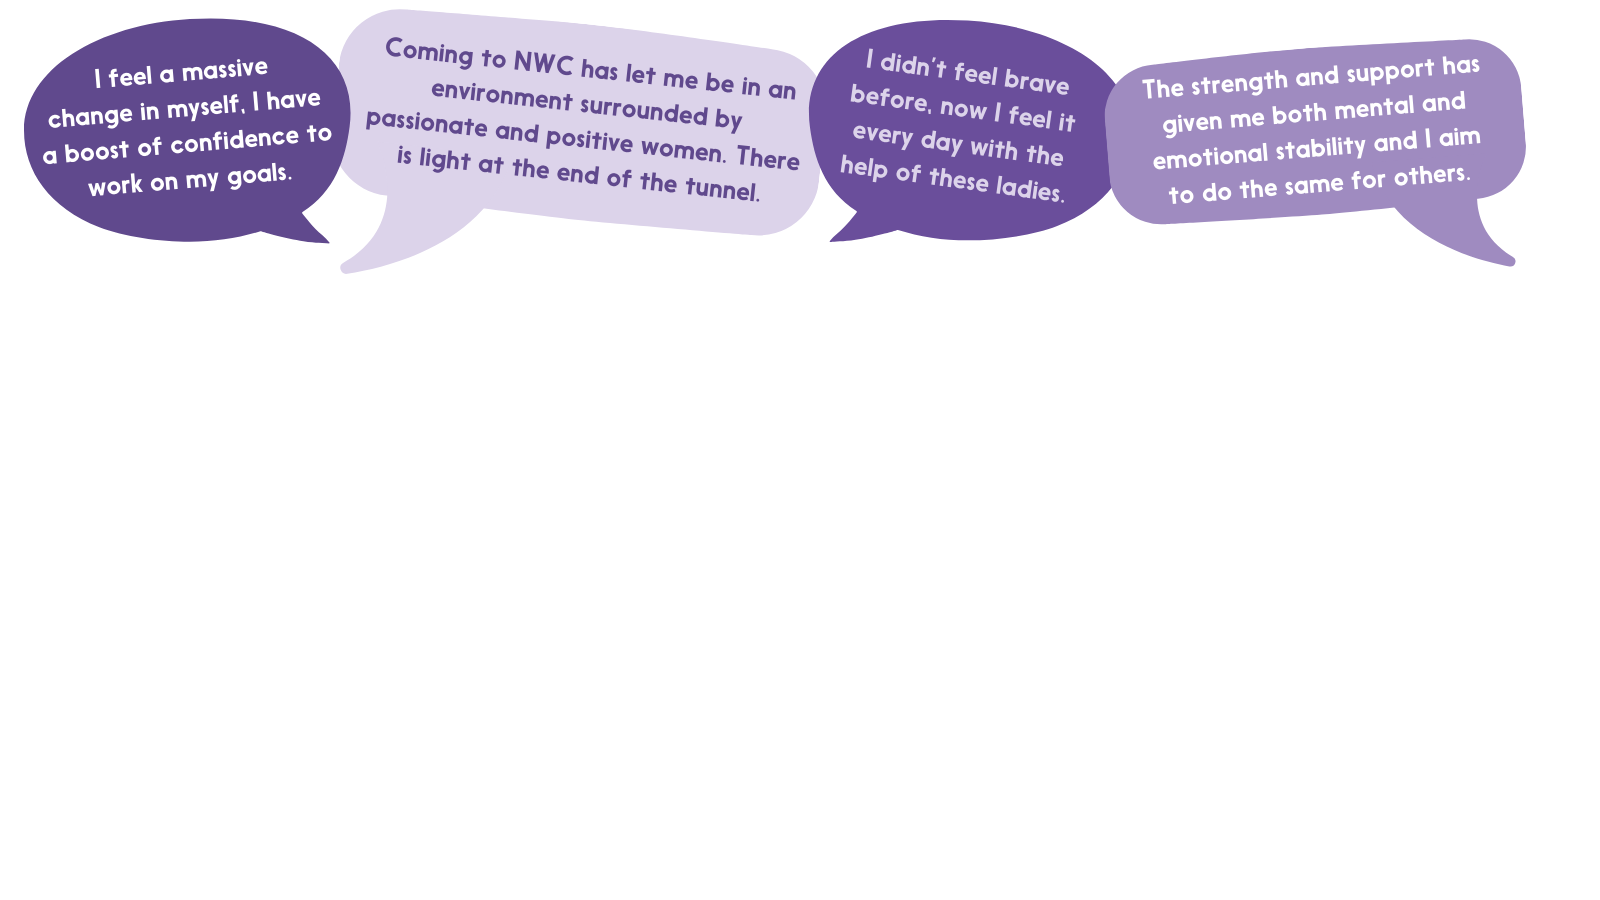 I feel a massive
change in myself, I have
a boost of confidence to
work on my goals.
Coming to NWC has let me be in an
environment surrounded by
passionate and positive women. There
is light at the end of the tunnel.
I didn't feel brave
before, now I feel it
every day with the
help of these ladies.
The strength and support has
given me both mental and
emotional stability and I aim
to do the same for others.